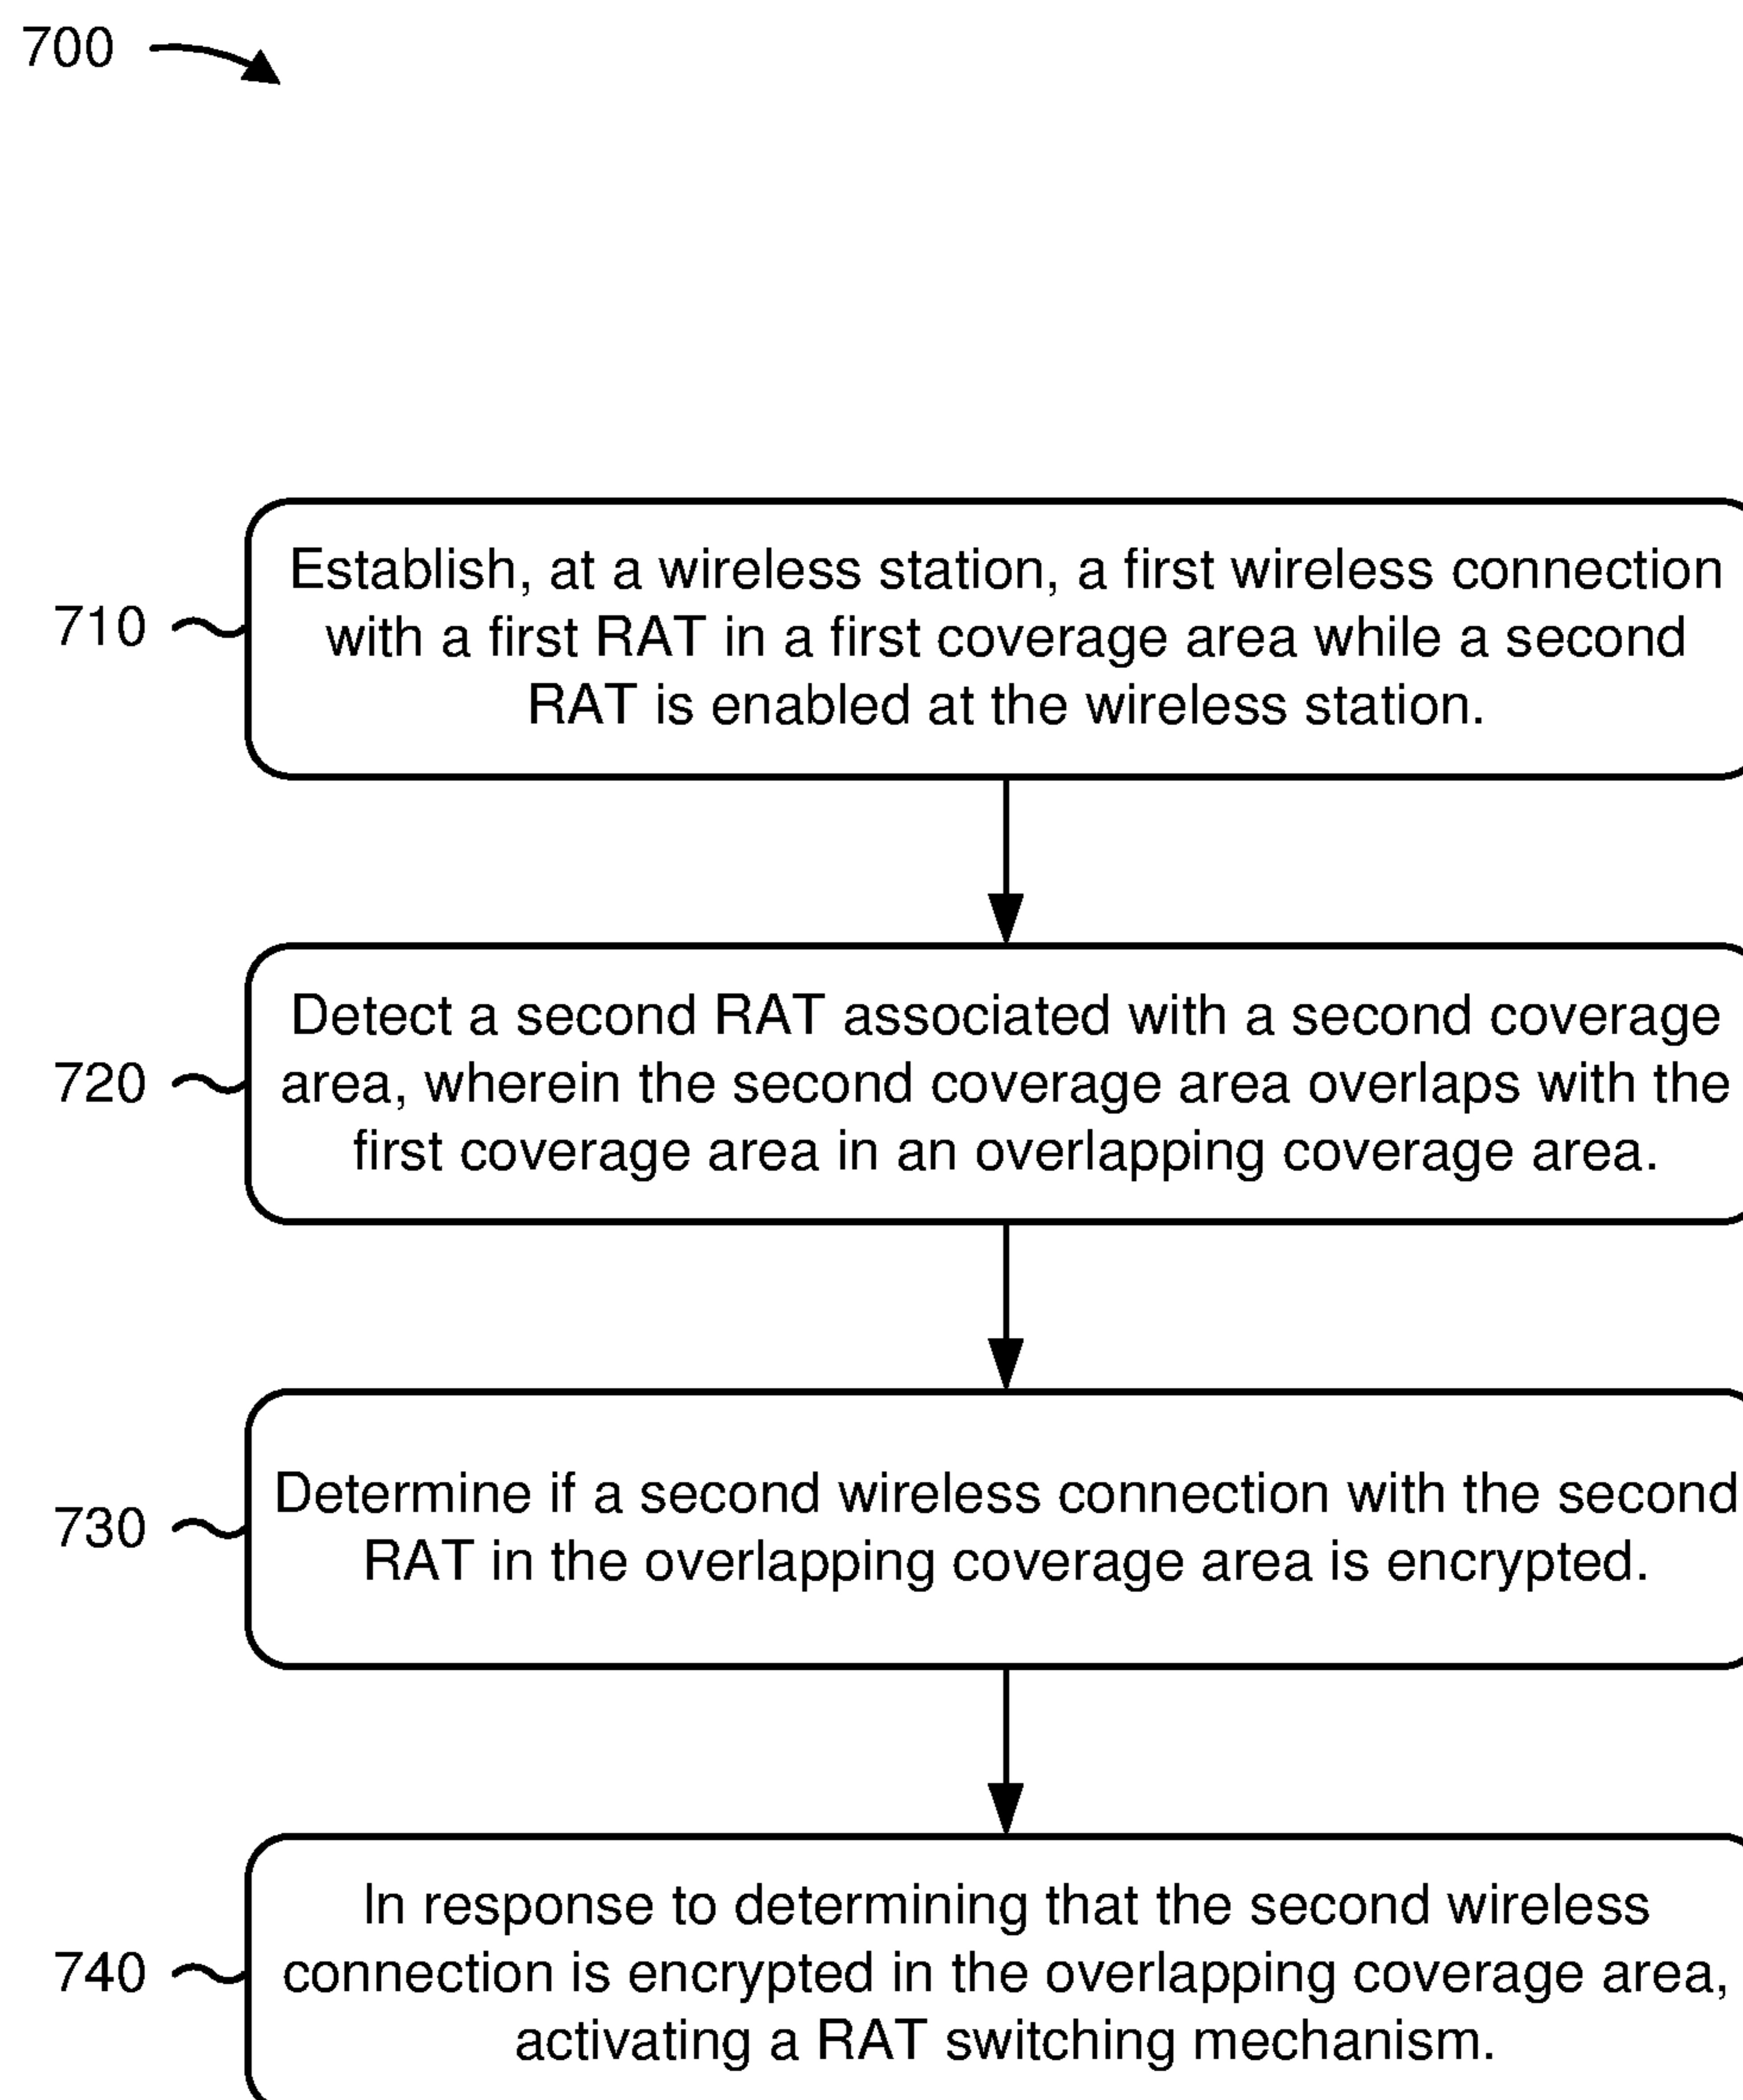 700
710
Establish, at a wireless station, a first wireless connection
with a first RAT in a first coverage area while a second
RAT is enabled at the wireless station.
720
Detect a second RAT associated with a second coverage
area, wherein the second coverage area overlaps with the
first coverage area in an overlapping coverage area.
730
Determine if a second wireless connection with the second
RAT in the overlapping coverage area is encrypted.
740
In response to determining that the second wireless
connection is encrypted in the overlapping coverage area,
activating a RAT switching mechanism.